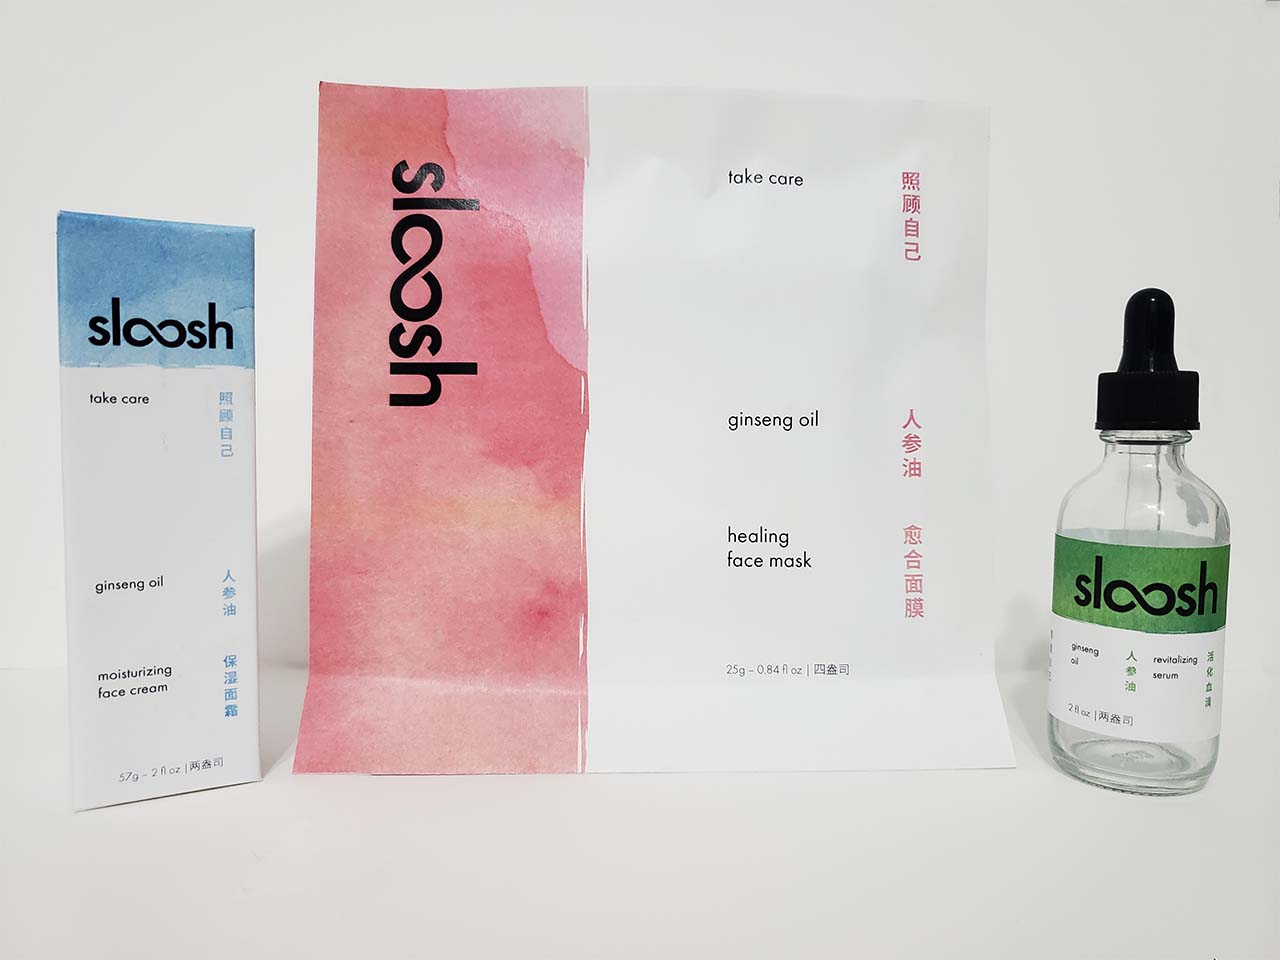 sloosh
take care
照顾自己
ginseng oil
人参油
moisturizing
face cream
保湿面霜
57g – 2 fl oz | 两盎司
sloosh
take care
照顾自己
ginseng oil
人参油
healing
face mask
愈合面膜
25g – 0.84 fl oz | 四盎司
sloosh
ginseng
oil
人参油
revitalizing
serum
活化血清
2 fl oz | 两盎司